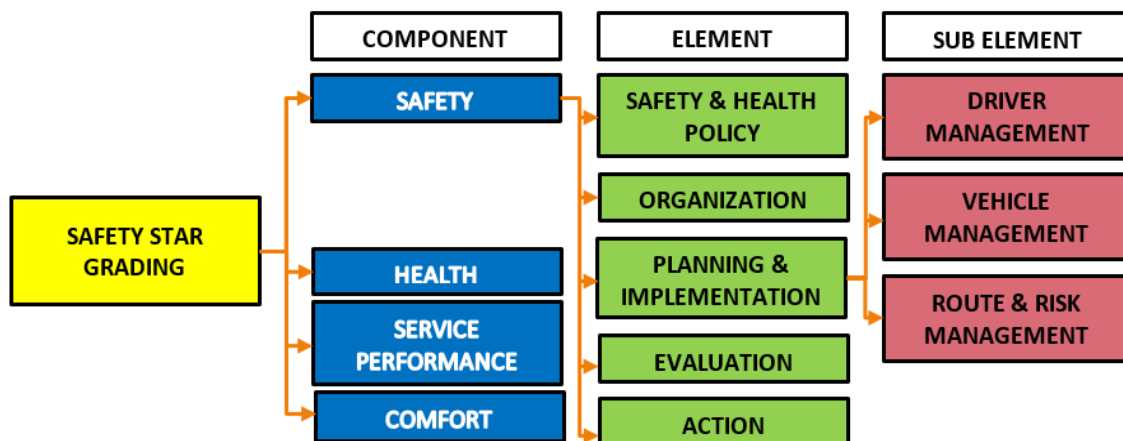 COMPONENT
ELEMENT
SUB ELEMENT
SAFETY STAR
GRADING
SAFETY
HEALTH
SERVICE
PERFORMANCE
COMFORT
SAFETY & HEALTH
POLICY
ORGANIZATION
PLANNING &
IMPLEMENTATION
EVALUATION
ACTION
DRIVER
MANAGEMENT
VEHICLE
MANAGEMENT
ROUTE & RISK
MANAGEMENT